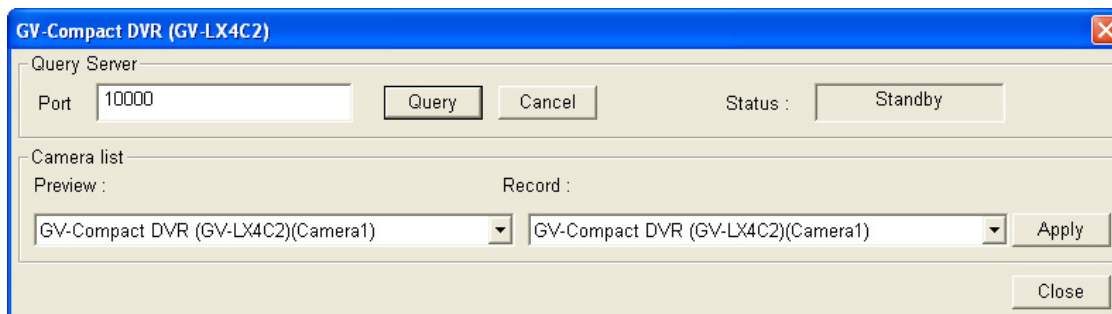 GV-Compact DVR (GV-LX4C2)
Query Server
Port 10000 Query Cancel Status : Standby
Camera list
Preview : Record :
GV-Compact DVR (GV-LX4C2)(Camera1) GV-Compact DVR (GV-LX4C2)(Camera1) Apply
Close